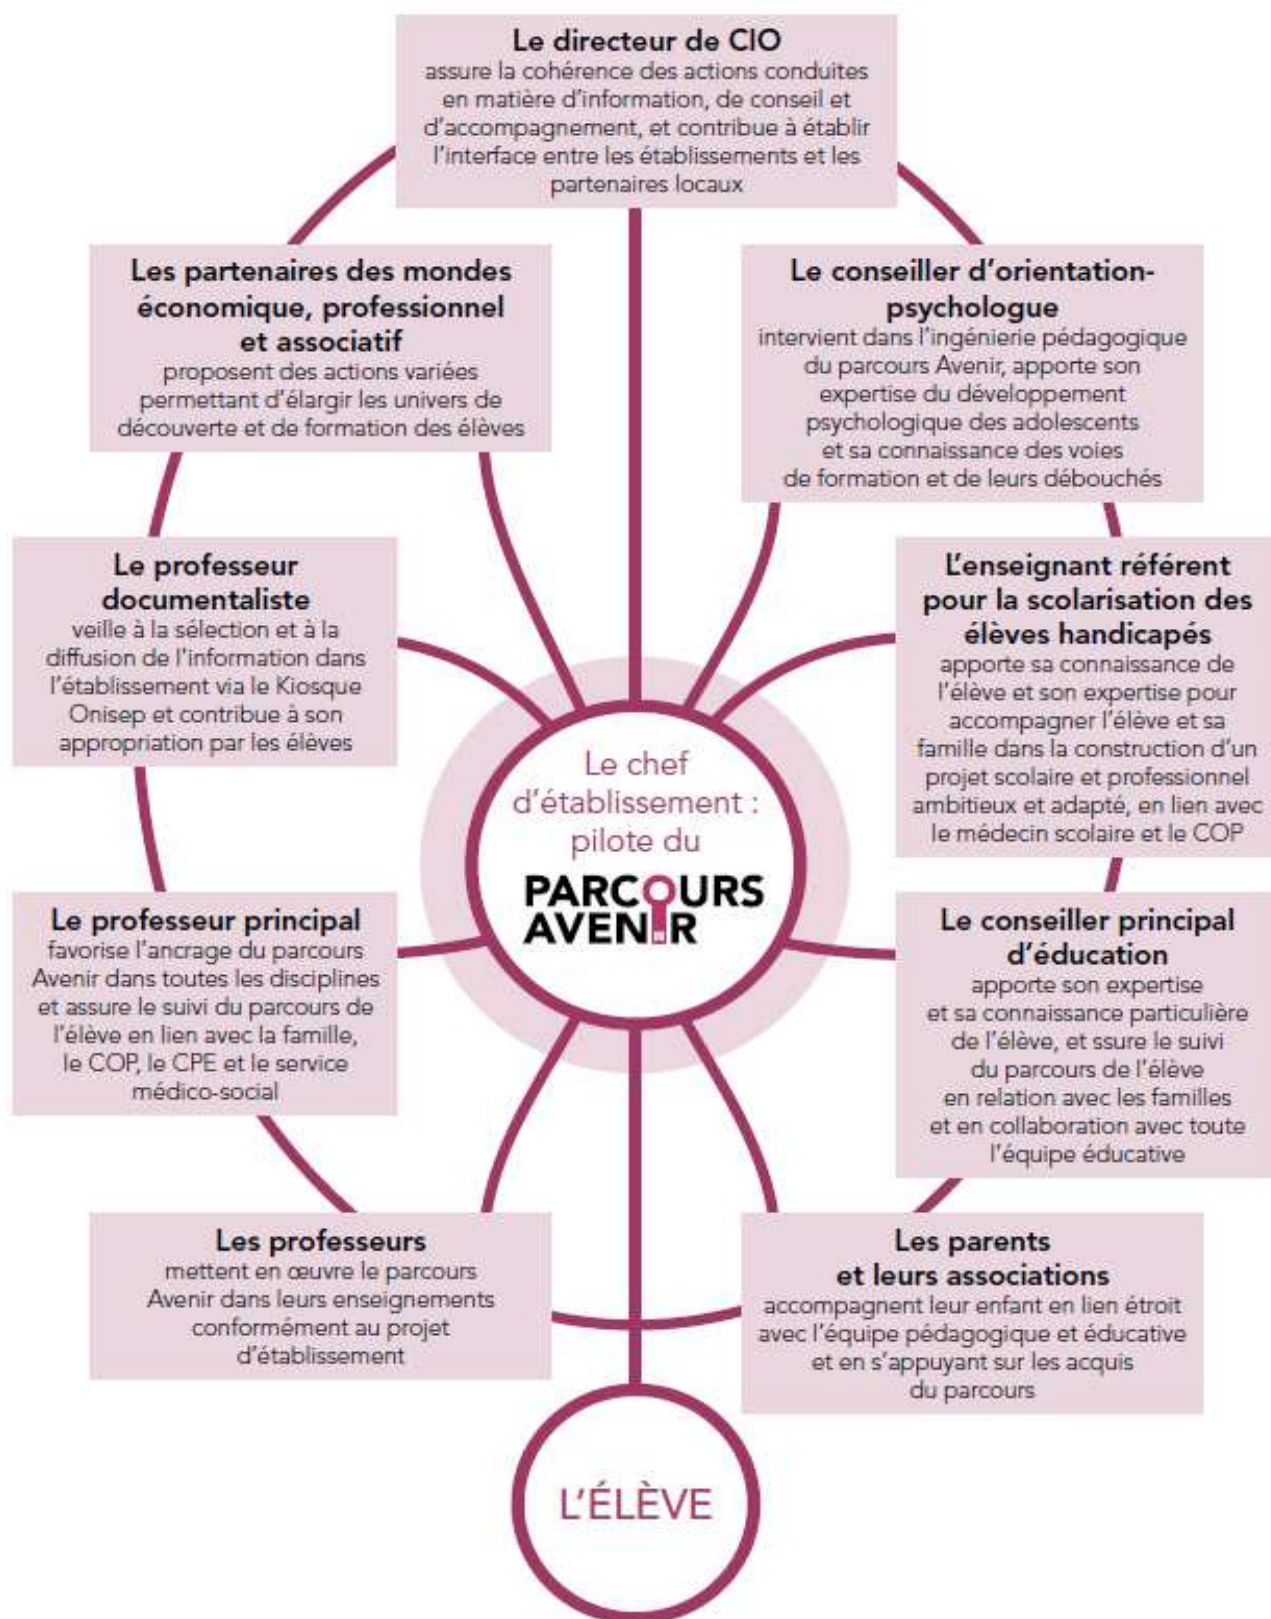 Le directeur de CIO
assure la cohérence des actions conduites
en matière d'information, de conseil et
d'accompagnement, et contribue à établir
l'interface entre les établissements et les
partenaires locaux
Les partenaires des mondes
économique, professionnel
et associatif
proposent des actions variées
permettant d'élargir les univers de
découverte et de formation des élèves
Le conseiller d'orientation-
psychologue
intervient dans l'ingénierie pédagogique
du parcours Avenir, apporte son
expertise du développement
psychologique des adolescents
et sa connaissance des voies
de formation et de leurs débouchés
Le professeur
documentaliste
veille à la sélection et à la
diffusion de l'information dans
l'établissement via le Kiosque
Onisep et contribue à son
appropriation par les élèves
L'enseignant référent
pour la scolarisation des
élèves handicapés
apporte sa connaissance de
l'élève et son expertise pour
accompagner l'élève et sa
famille dans la construction d'un
projet scolaire et professionnel
ambitieux et adapté, en lien avec
le médecin scolaire et le COP
Le chef
d'établissement :
pilote du
PARCOURS
AVENIR
Le professeur principal
favorise l'ancrage du parcours
Avenir dans toutes les disciplines
et assure le suivi du parcours de
l'élève en lien avec la famille,
le COP, le CPE et le service
médico-social
Le conseiller principal
d'éducation
apporte son expertise
et sa connaissance particulière
de l'élève, et ssure le suivi
du parcours de l'élève
en relation avec les familles
et en collaboration avec toute
l'équipe éducative
Les professeurs
mettent en œuvre le parcours
Avenir dans leurs enseignements
conformément au projet
d'établissement
Les parents
et leurs associations
accompagnent leur enfant en lien étroit
avec l'équipe pédagogique et éducative
et en s'appuyant sur les acquis
du parcours
L'ÉLÈVE